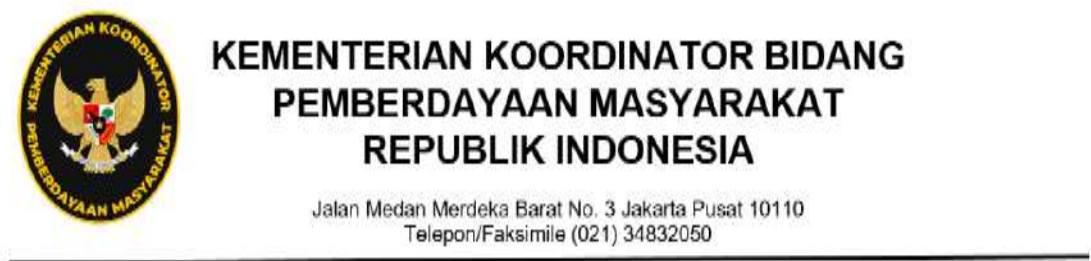 KEMENTERIAN KOORDINATOR
PEMBERDAYAAN MASYARAKAT
KEMENTERIAN KOORDINATOR BIDANG
PEMBERDAYAAN MASYARAKAT
REPUBLIK INDONESIA
Jalan Medan Merdeka Barat No. 3 Jakarta Pusat 10110
Telepon/Faksimile (021) 34832050